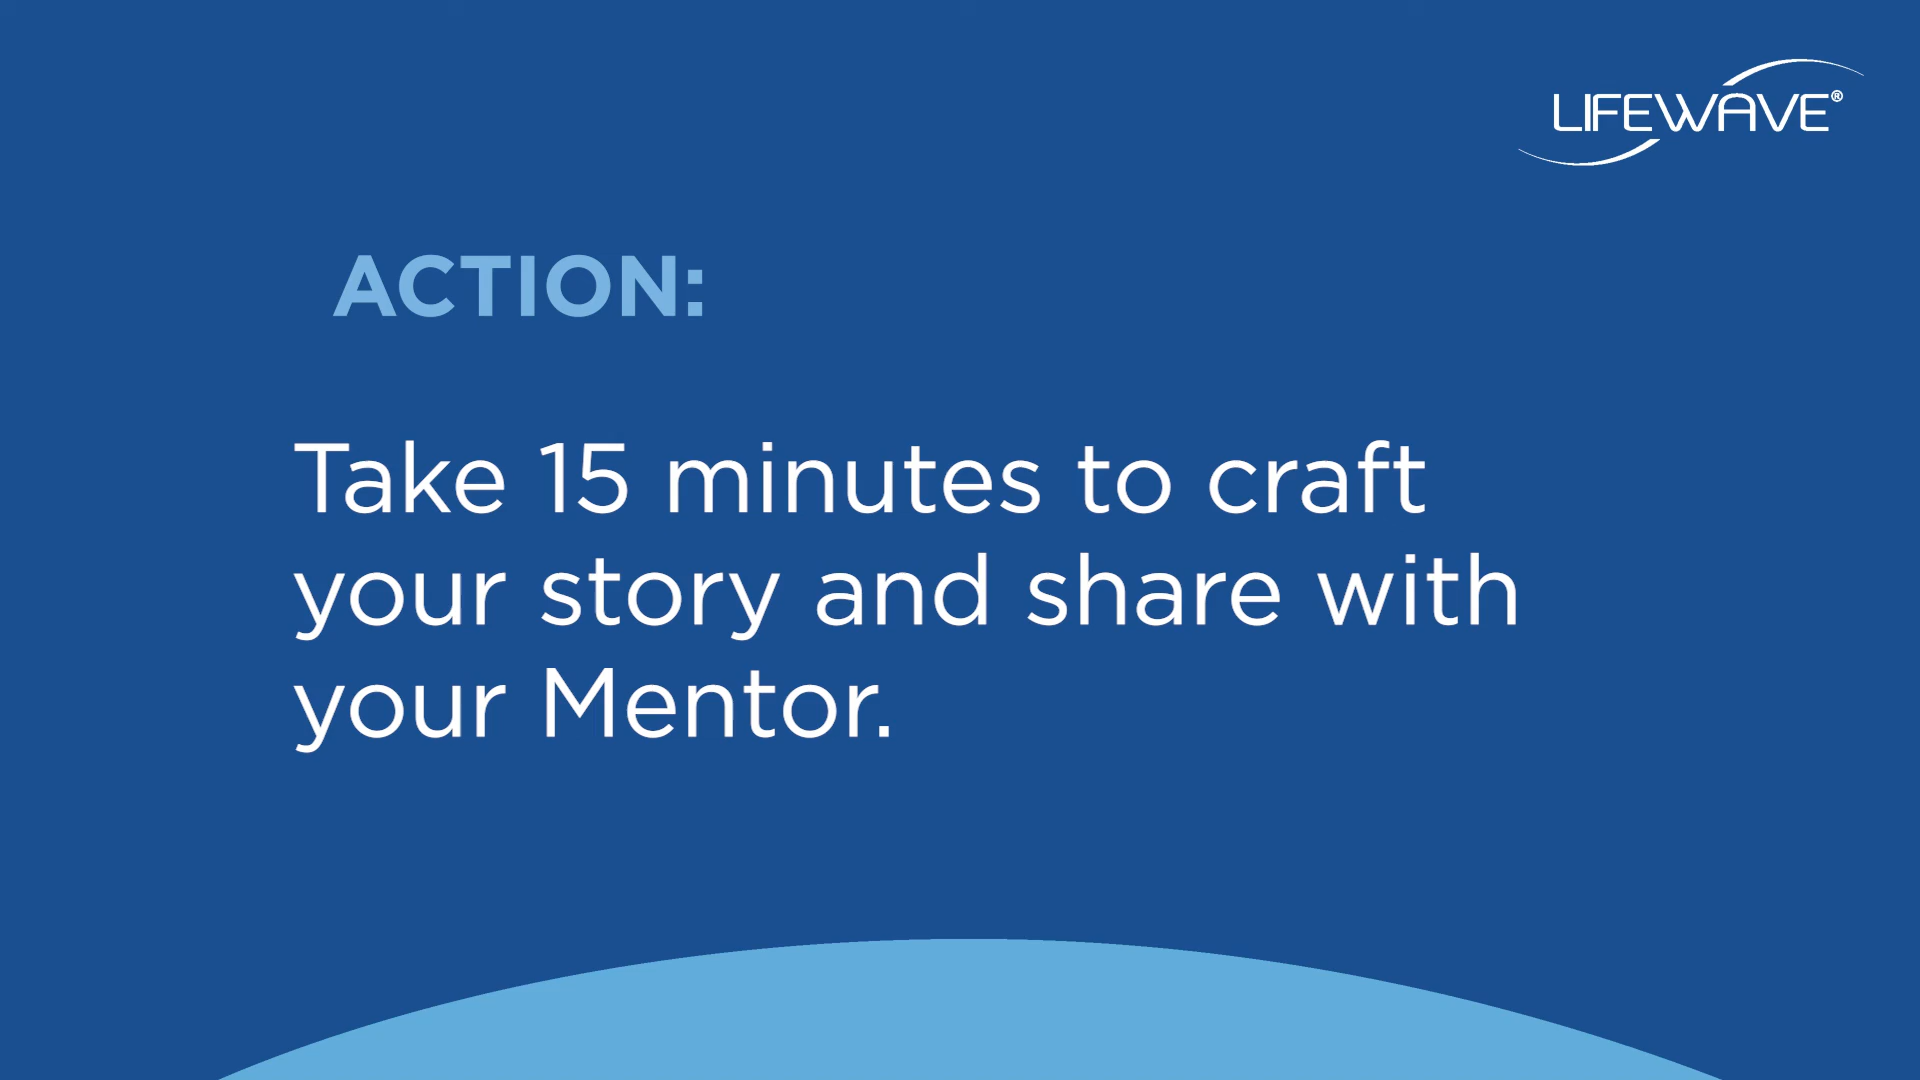 LIFEWAVE®
ACTION:
Take 15 minutes to craft
your story and share with
your Mentor.